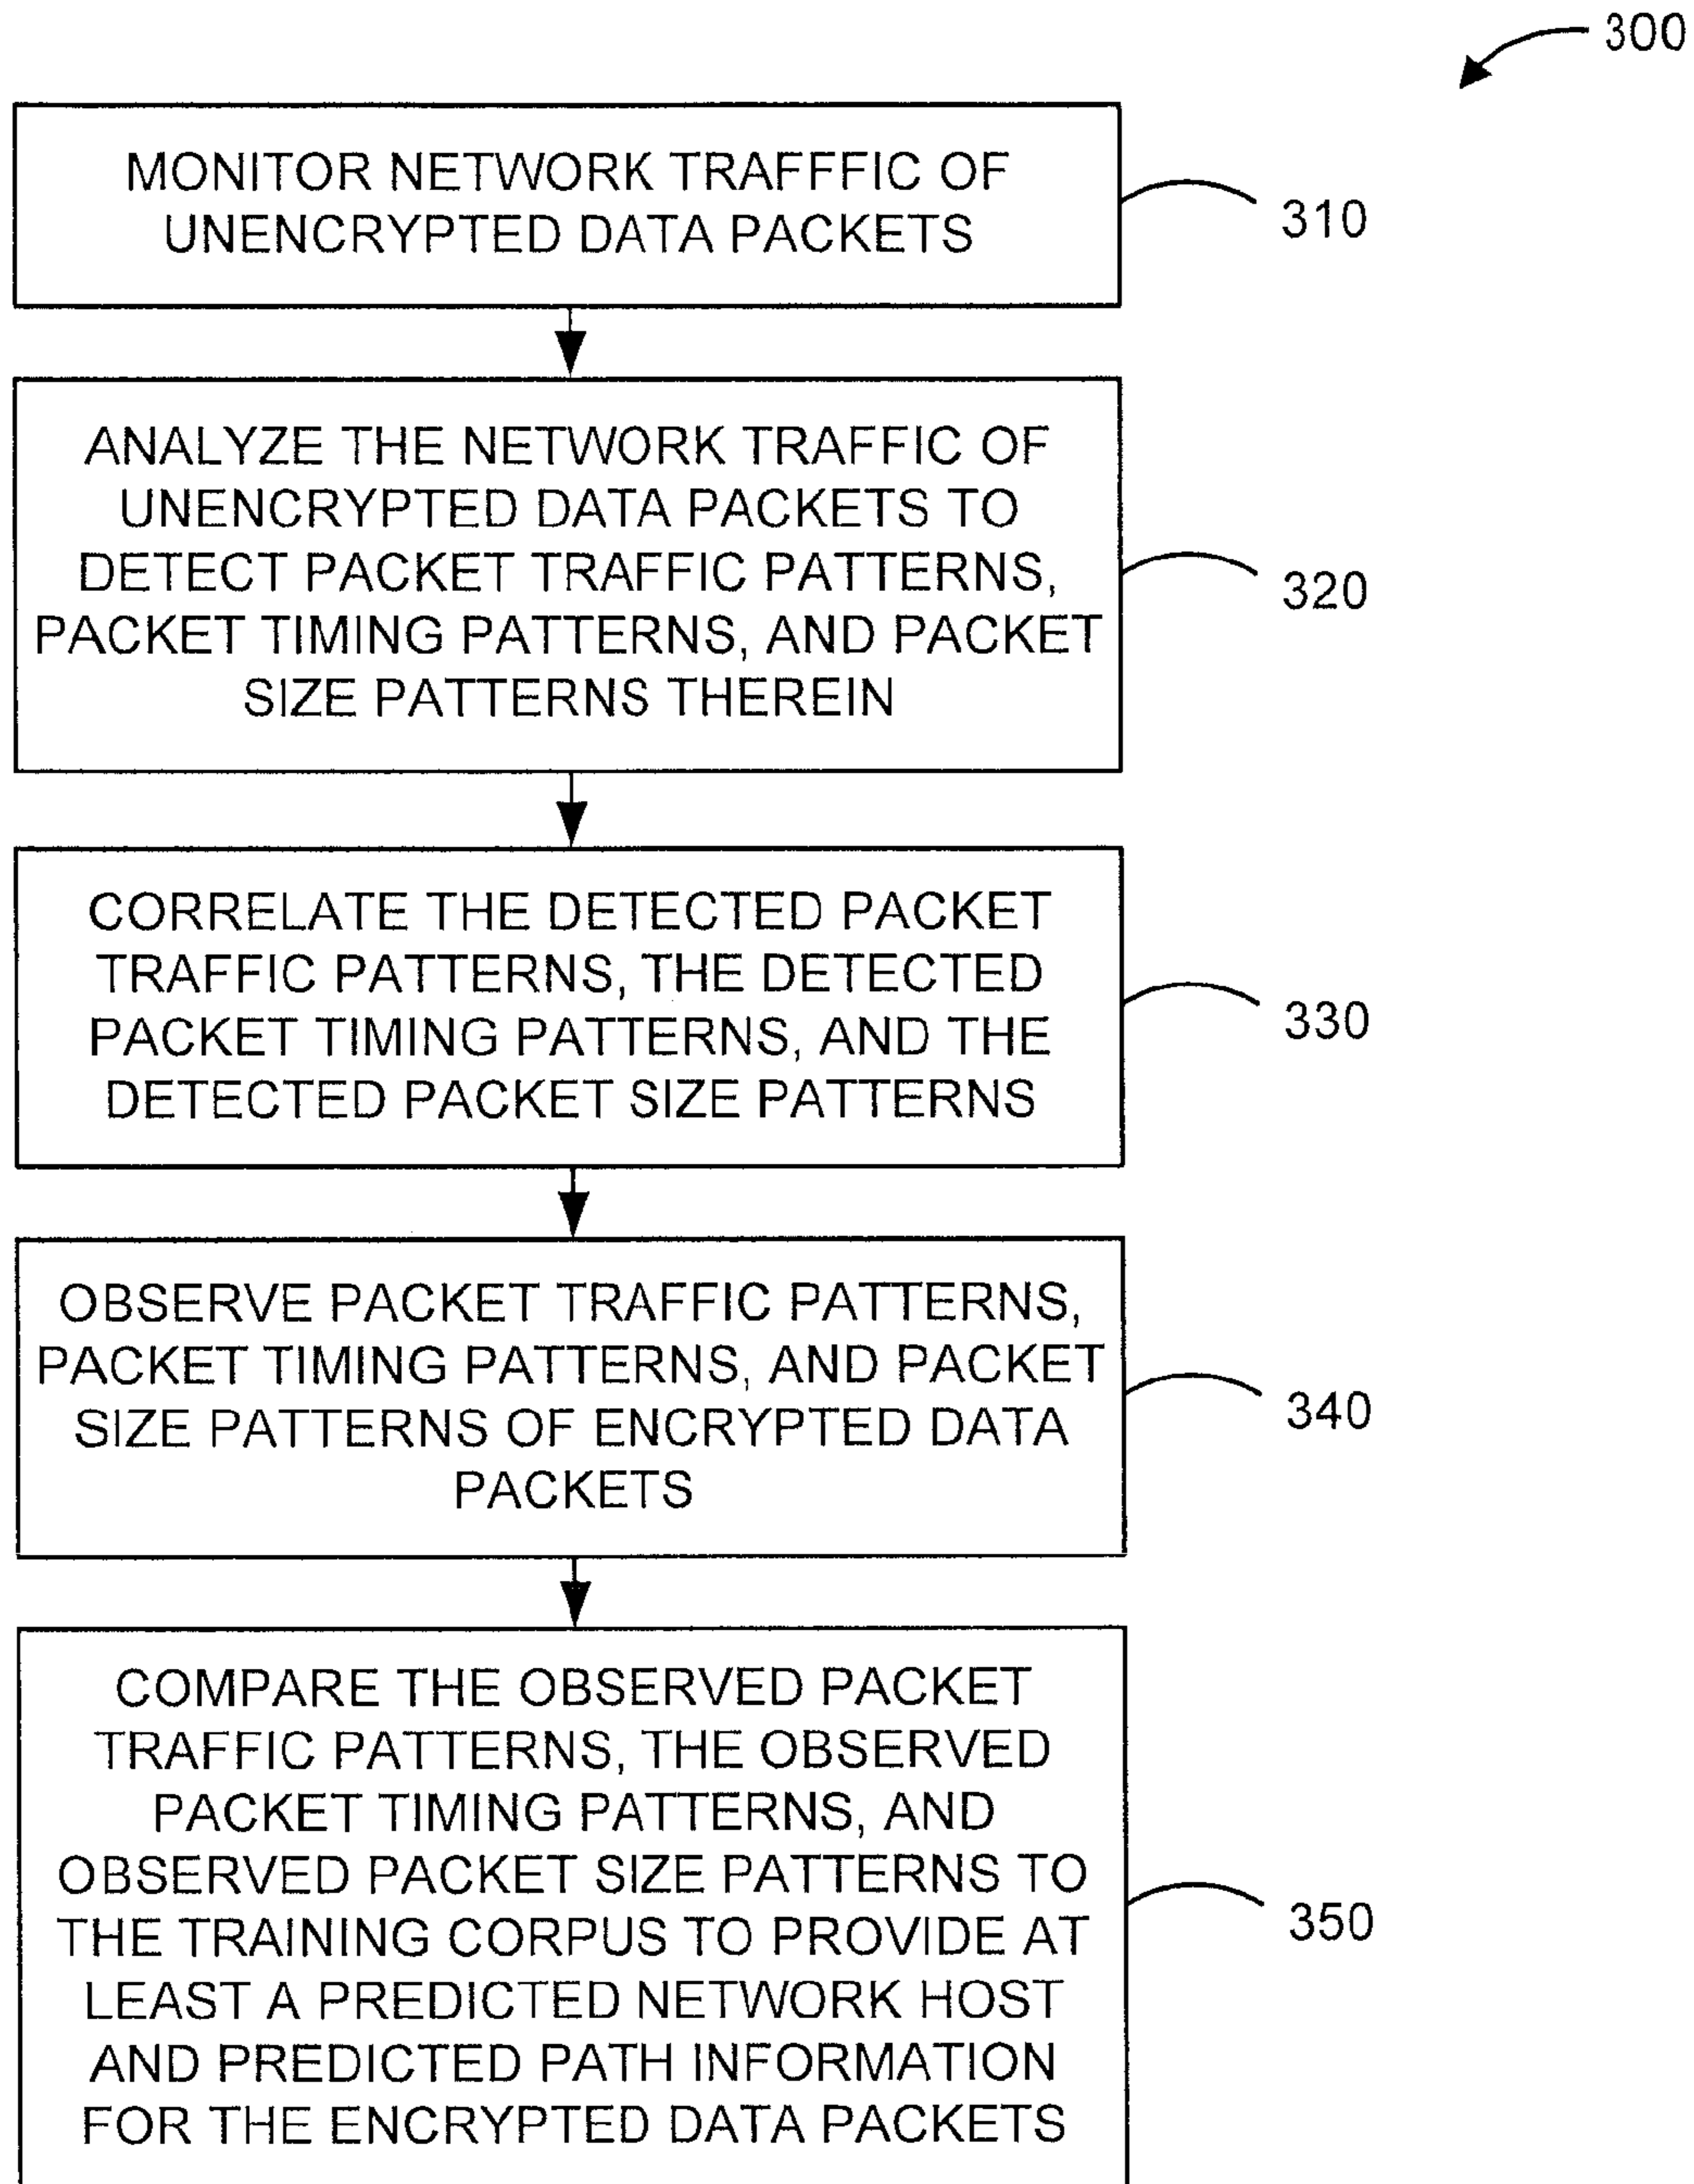 300
MONITOR NETWORK TRAFFFIC OF
UNENCRYPTED DATA PACKETS
310
ANALYZE THE NETWORK TRAFFIC OF
UNENCRYPTED DATA PACKETS TO
DETECT PACKET TRAFFIC PATTERNS,
PACKET TIMING PATTERNS, AND PACKET
SIZE PATTERNS THEREIN
320
CORRELATE THE DETECTED PACKET
TRAFFIC PATTERNS, THE DETECTED
PACKET TIMING PATTERNS, AND THE
DETECTED PACKET SIZE PATTERNS
330
OBSERVE PACKET TRAFFIC PATTERNS,
PACKET TIMING PATTERNS, AND PACKET
SIZE PATTERNS OF ENCRYPTED DATA
PACKETS
340
COMPARE THE OBSERVED PACKET
TRAFFIC PATTERNS, THE OBSERVED
PACKET TIMING PATTERNS, AND
OBSERVED PACKET SIZE PATTERNS TO
THE TRAINING CORPUS TO PROVIDE AT
LEAST A PREDICTED NETWORK HOST
AND PREDICTED PATH INFORMATION
FOR THE ENCRYPTED DATA PACKETS
350